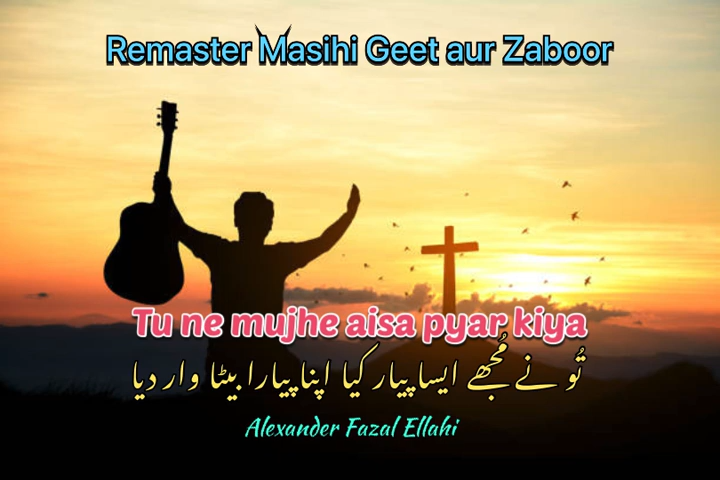 Remaster Masihi Geet aur Zaboor
Tu ne mujhe aisa pyar kiya
تُو نے مُجھے ایسا پیار کیا اپنا پیارا بیٹا وار دیا
Alexander Fazal Ellahi